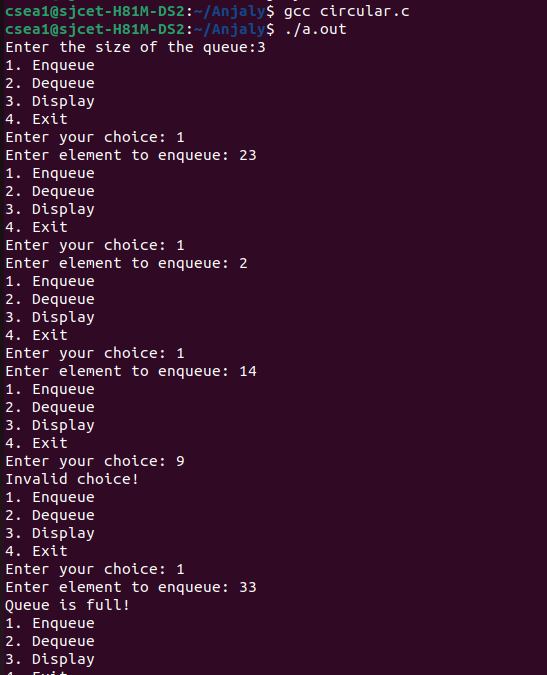 csea1@sjcet-H81M-DS2:~/Anjaly$ gcc circular.c
csea1@sjcet-H81M-DS2:~/Anjaly$ ./a.out
Enter the size of the queue:3
1. Enqueue
2. Dequeue
3. Display
4. Exit
Enter your choice: 1
Enter element to enqueue: 23
1. Enqueue
2. Dequeue
3. Display
4. Exit
Enter your choice: 1
Enter element to enqueue: 2
1. Enqueue
2. Dequeue
3. Display
4. Exit
Enter your choice: 1
Enter element to enqueue: 14
1. Enqueue
2. Dequeue
3. Display
4. Exit
Enter your choice: 9
Invalid choice!
1. Enqueue
2. Dequeue
3. Display
4. Exit
Enter your choice: 1
Enter element to enqueue: 33
Queue is full!
1. Enqueue
2. Dequeue
3. Display
4. Exit